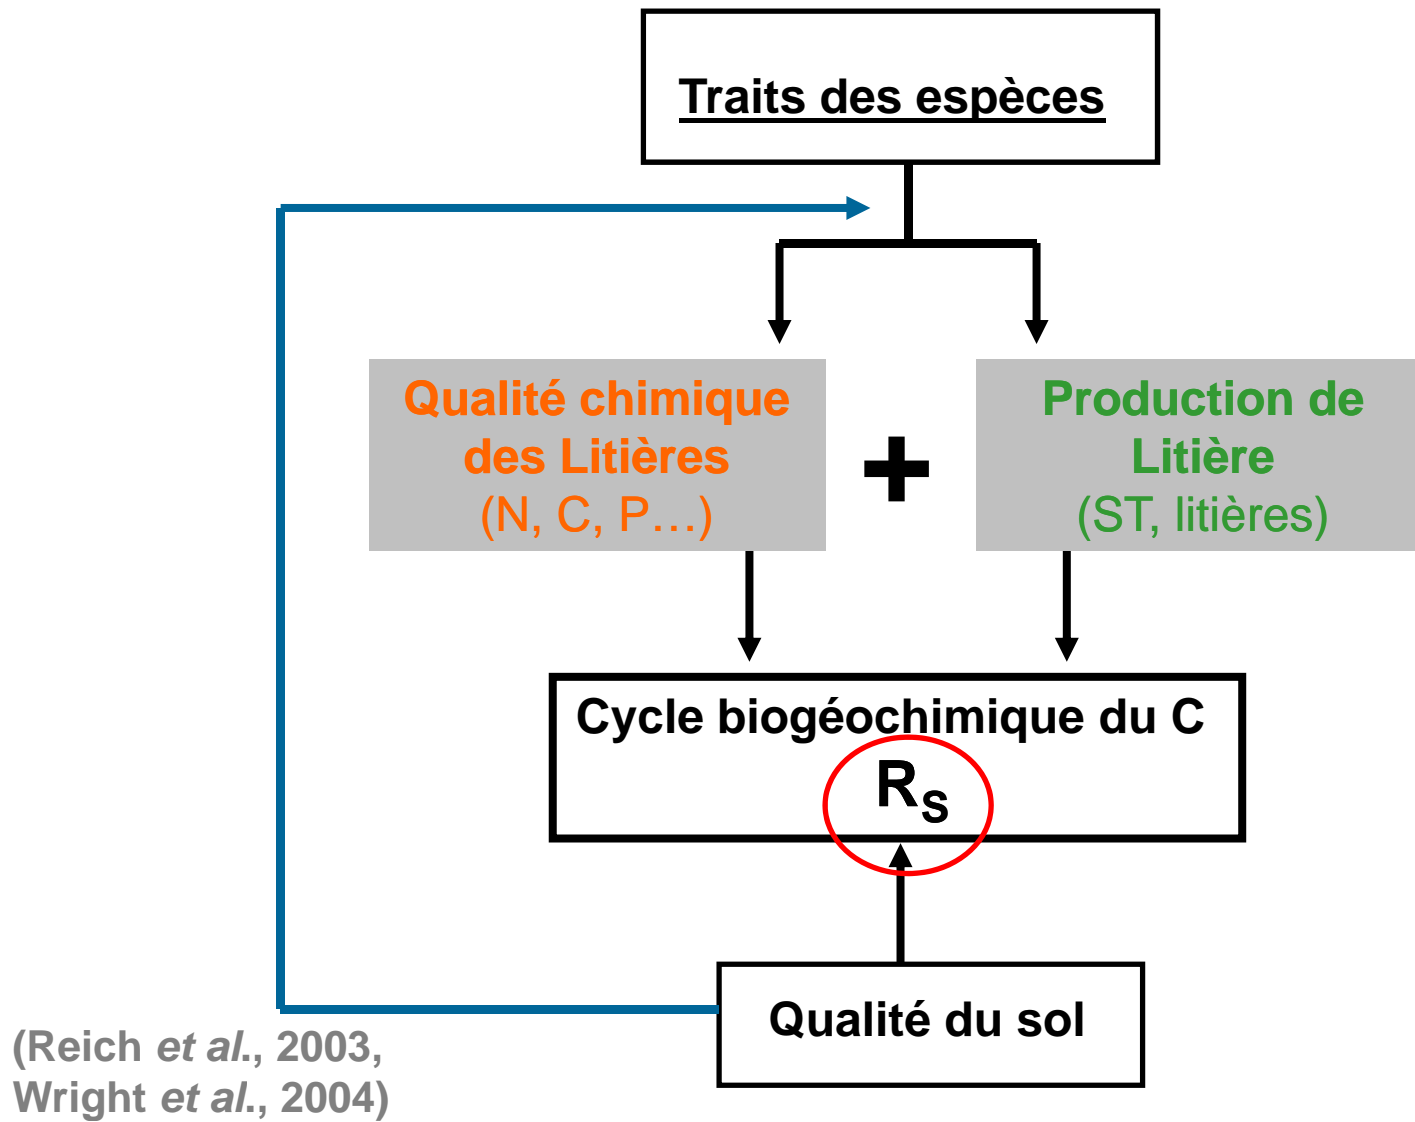 Traits des espèces
Qualité chimique
des Litières
(N, C, P…)
+
Production de
Litière
(ST, litières)
Cycle biogéochimique du C
RS
Qualité du sol
(Reich et al., 2003,
Wright et al., 2004)